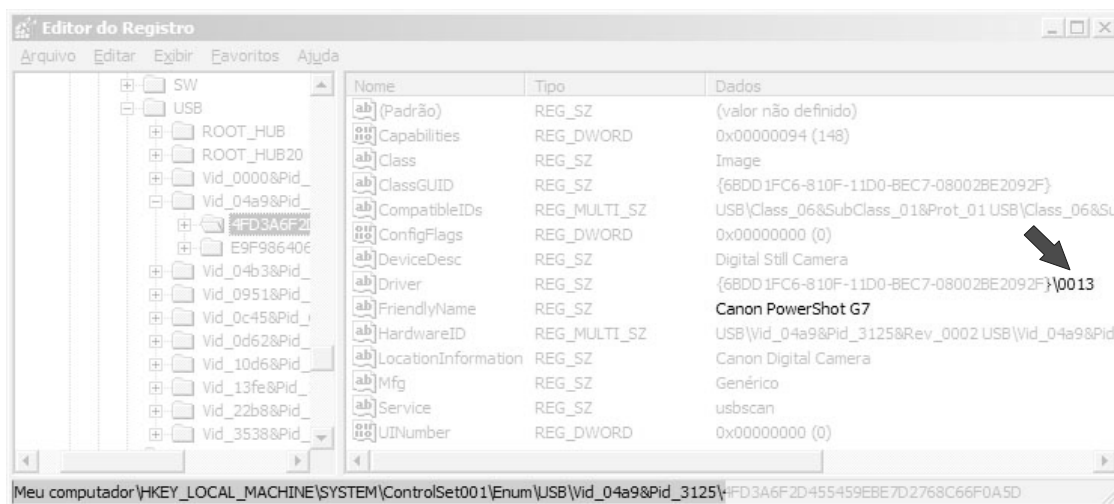 Editor do Registro
Arquivo Editar Exibir Favoritos Ajuda
SW
USB
ROOT_HUB
ROOT_HUB20
Vid_0000&Pid_
Vid_04a9&Pid_
4FD3A6F2
E9F986406
Vid_04b3&Pid_
Vid_0951&Pid_
Vid_0c45&Pid_
Vid_0d62&Pid_
Vid_10d6&Pid_
Vid_13fe&Pid_
Vid_22b8&Pid_
Vid_3538&Pid_
Nome Tipo Dados
(Padrão) REG_SZ (valor não definido)
Capabilities REG_DWORD 0x00000094 (148)
Class REG_SZ Image
ClassGUID REG_SZ {6BDD1FC6-810F-11D0-BEC7-08002BE2092F}
CompatibleIDs REG_MULTI_SZ USB\Class_06&SubClass_01&Prot_01 USB\Class_06&Su
ConfigFlags REG_DWORD 0x00000000 (0)
DeviceDesc REG_SZ Digital Still Camera
Driver REG_SZ {6BDD1FC6-810F-11D0-BEC7-08002BE2092F}\0013
FriendlyName REG_SZ Canon PowerShot G7
HardwareID REG_MULTI_SZ USB\Vid_04a9&Pid_3125&Rev_0002 USB\Vid_04a9&Pid
LocationInformation REG_SZ Canon Digital Camera
Mfg REG_SZ Genérico
Service REG_SZ usbscan
UINumber REG_DWORD 0x00000000 (0)
Meu computador\HKEY_LOCAL_MACHINE\SYSTEM\ControlSet001\Enum\USB\Vid_04a9&Pid_3125\4FD3A6F2D455459EBE7D2768C66F0A5D